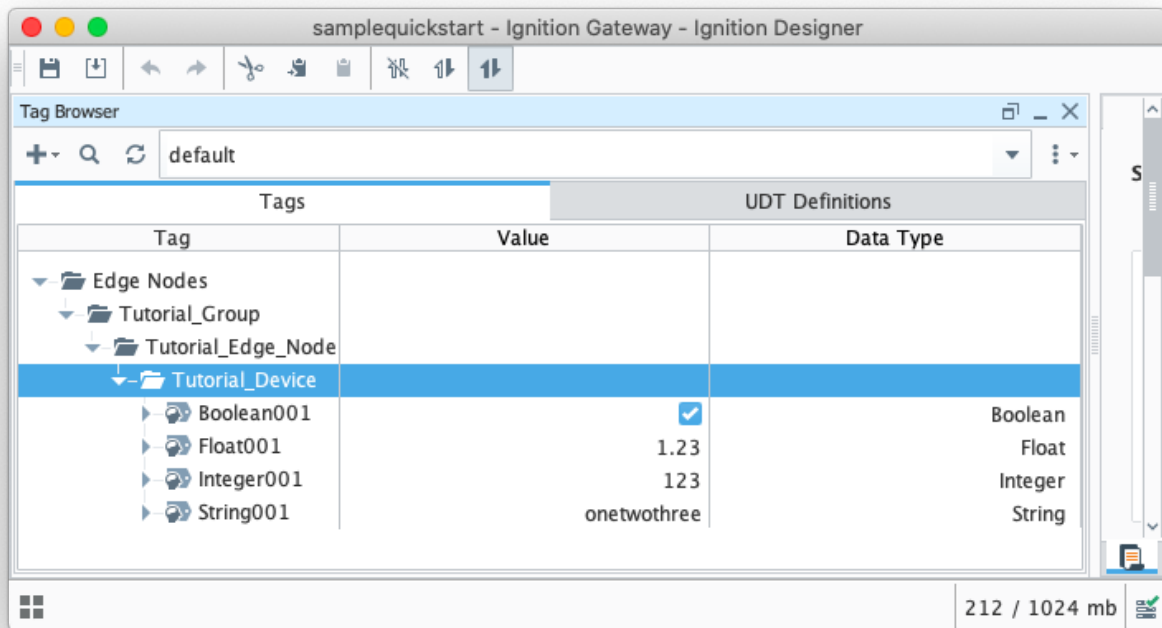 samplequickstart - Ignition Gateway - Ignition Designer
Tag Browser
default
S
Tags UDT Definitions
Tag Value Data Type
Edge Nodes
Tutorial_Group
Tutorial_Edge_Node
Tutorial_Device
Boolean001 Boolean
Float001 1.23 Float
Integer001 123 Integer
String001 onetwothree String
212 / 1024 mb